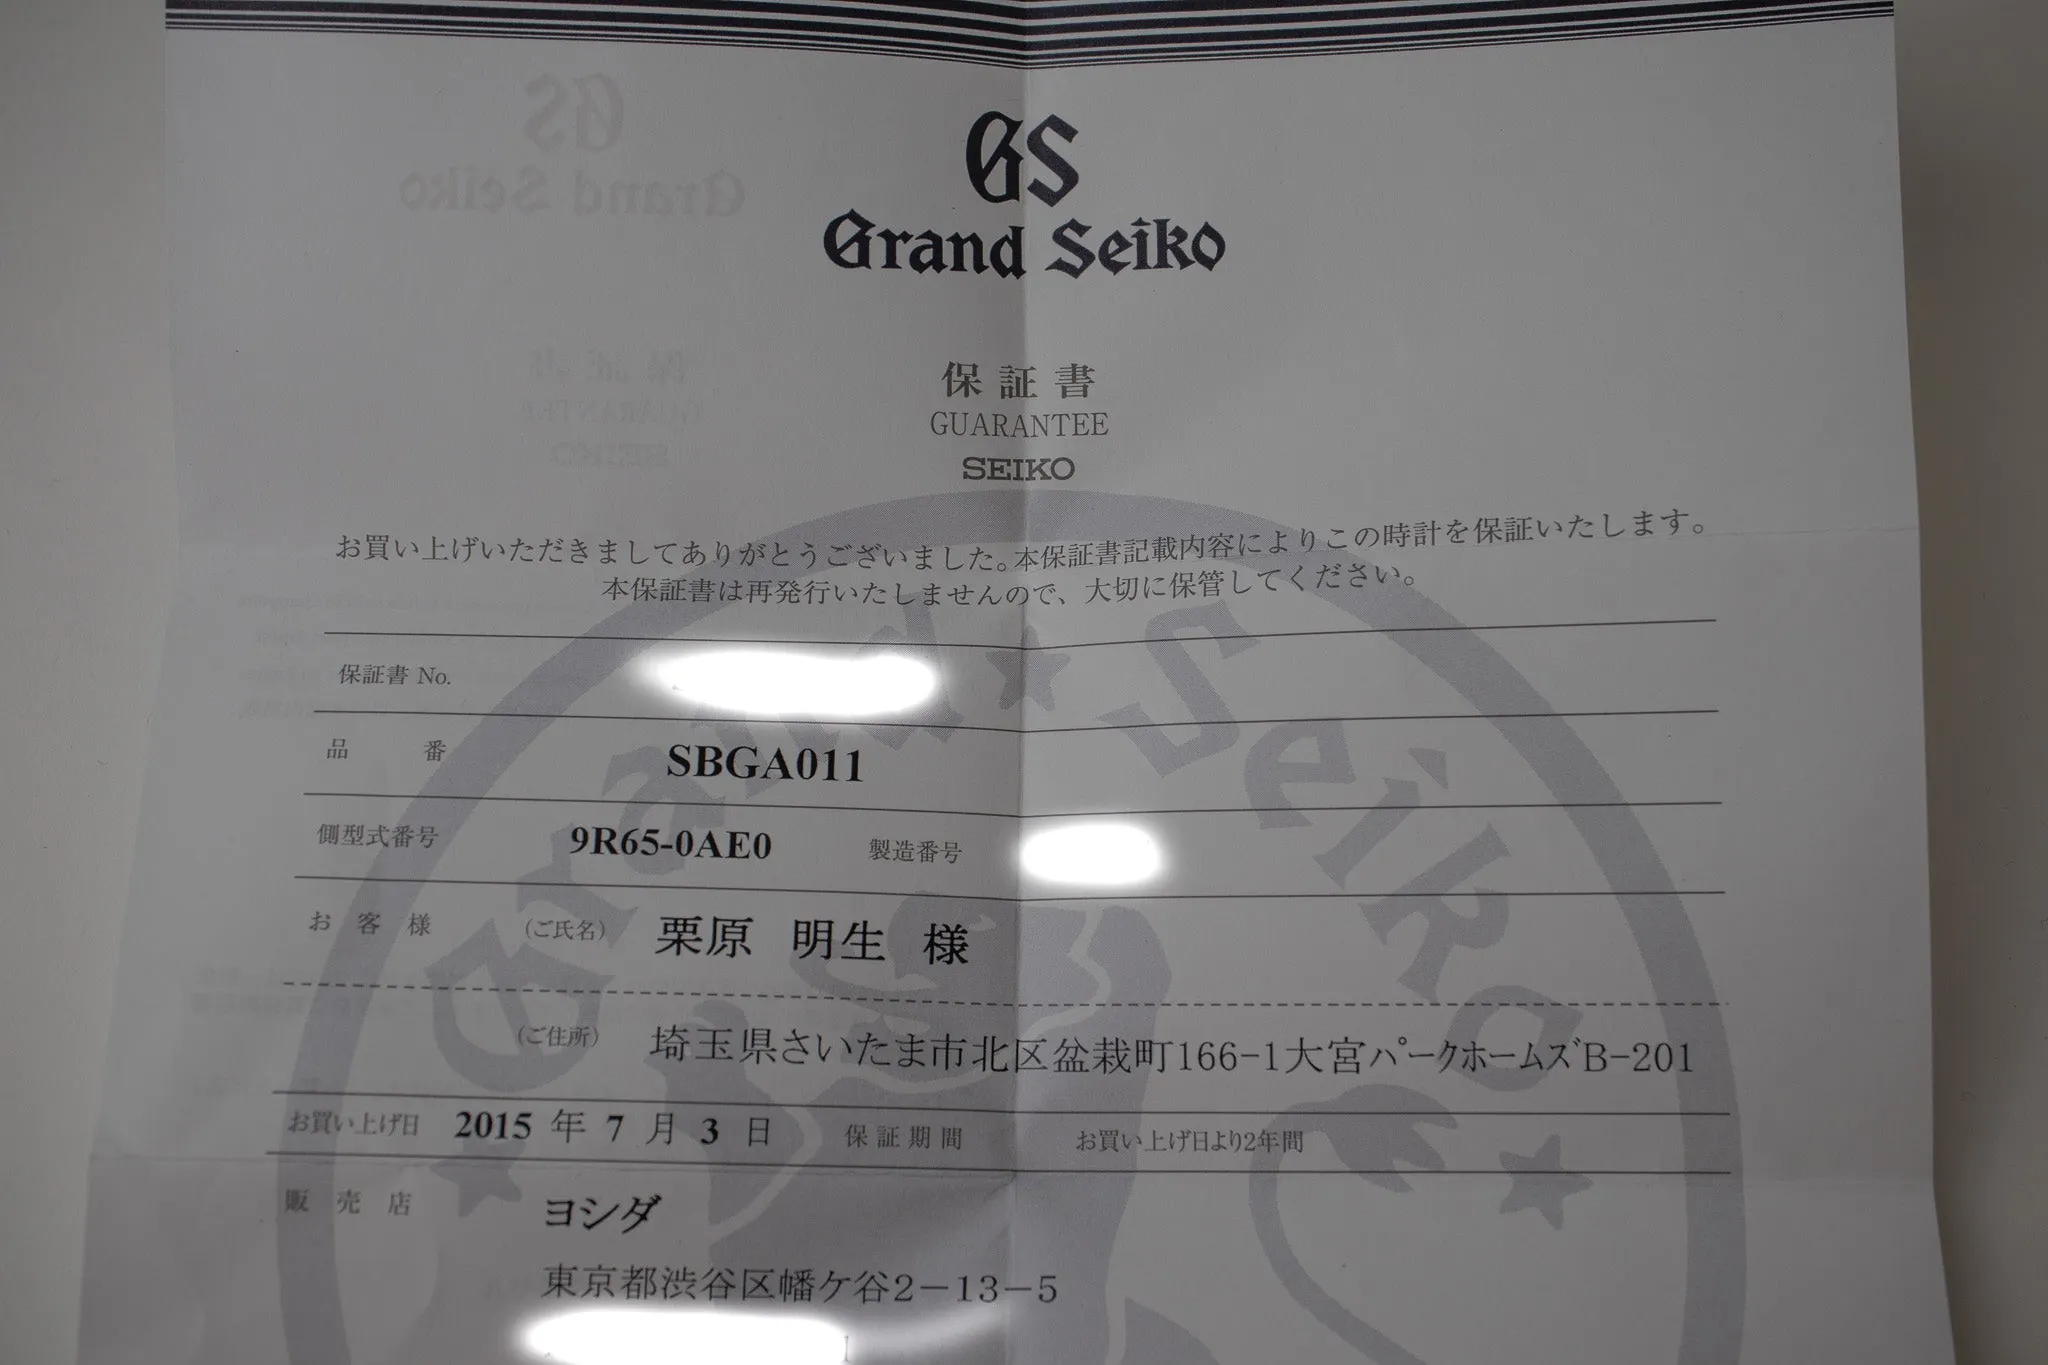 GS
Grand Seiko
保証書
GUARANTEE
SEIKO
お買い上げいただきましてありがとうございました。本保証書記載内容によりこの時計を保証いたします。
本保証書は再発行いたしませんので、大切に保管してください。
保証書 No.
品番 SBGA011
側型式番号 9R65-0AE0 製造番号
お客様 (ご氏名) 栗原 明生 様
(ご住所) 埼玉県さいたま市北区盆栽町166-1大宮パークホームズB-201
お買い上げ日 2015 年 7 月 3 日 保証期間 お買い上げ日より2年間
販売店 ヨシダ
東京都渋谷区幡ケ谷2-13-5